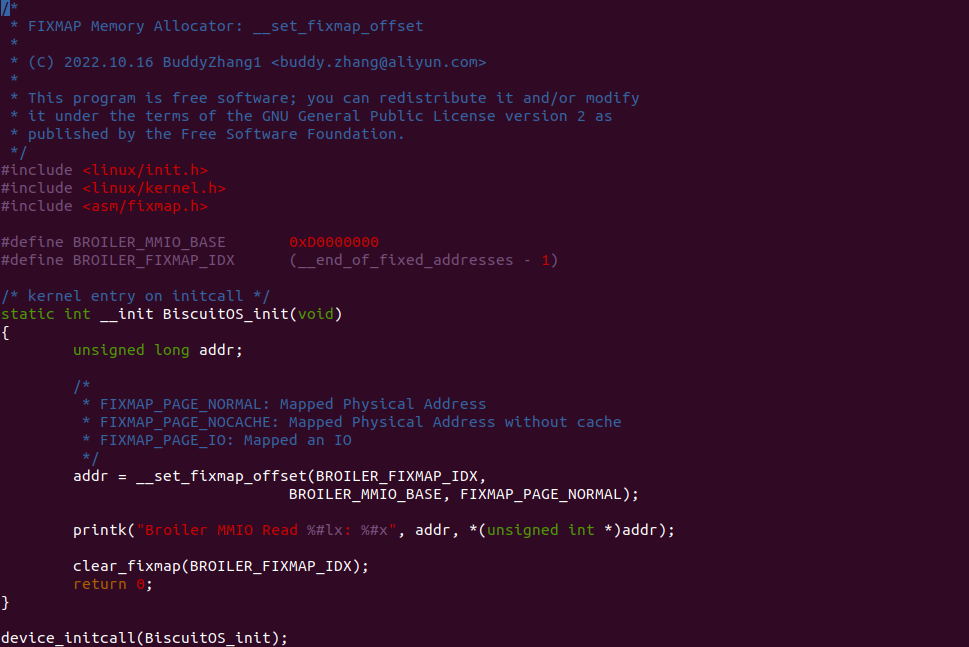 /*
 * FIXMAP Memory Allocator: __set_fixmap_offset
 *
 * (C) 2022.10.16 BuddyZhang1 <buddy.zhang@aliyun.com>
 *
 * This program is free software; you can redistribute it and/or modify
 * it under the terms of the GNU General Public License version 2 as
 * published by the Free Software Foundation.
 */
#include <linux/init.h>
#include <linux/kernel.h>
#include <asm/fixmap.h>

#define BROILER_MMIO_BASE       0xD0000000
#define BROILER_FIXMAP_IDX      (__end_of_fixed_addresses - 1)

/* kernel entry on initcall */
static int __init BiscuitOS_init(void)
{
        unsigned long addr;

        /*
         * FIXMAP_PAGE_NORMAL: Mapped Physical Address
         * FIXMAP_PAGE_NOCACHE: Mapped Physical Address without cache
         * FIXMAP_PAGE_IO: Mapped an IO
         */
        addr = __set_fixmap_offset(BROILER_FIXMAP_IDX,
                                BROILER_MMIO_BASE, FIXMAP_PAGE_NORMAL);

        printk("Broiler MMIO Read %#lx: %#x", addr, *(unsigned int *)addr);

        clear_fixmap(BROILER_FIXMAP_IDX);
        return 0;
}

device_initcall(BiscuitOS_init);